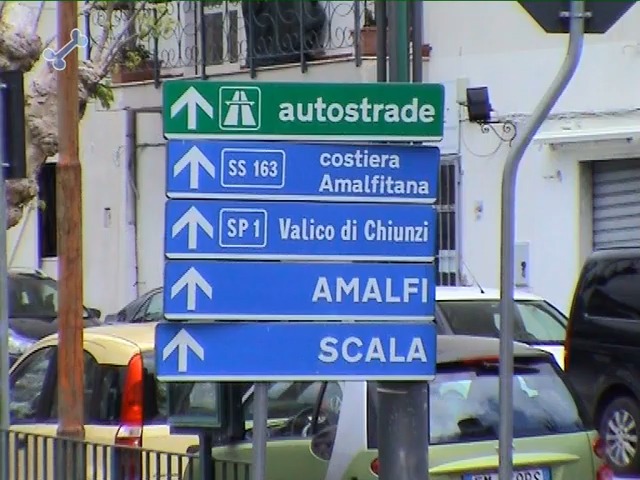 autostrade
SS 163 costiera
Amalfitana
SP 1 Valico di Chiunzi
AMALFI
SCALA